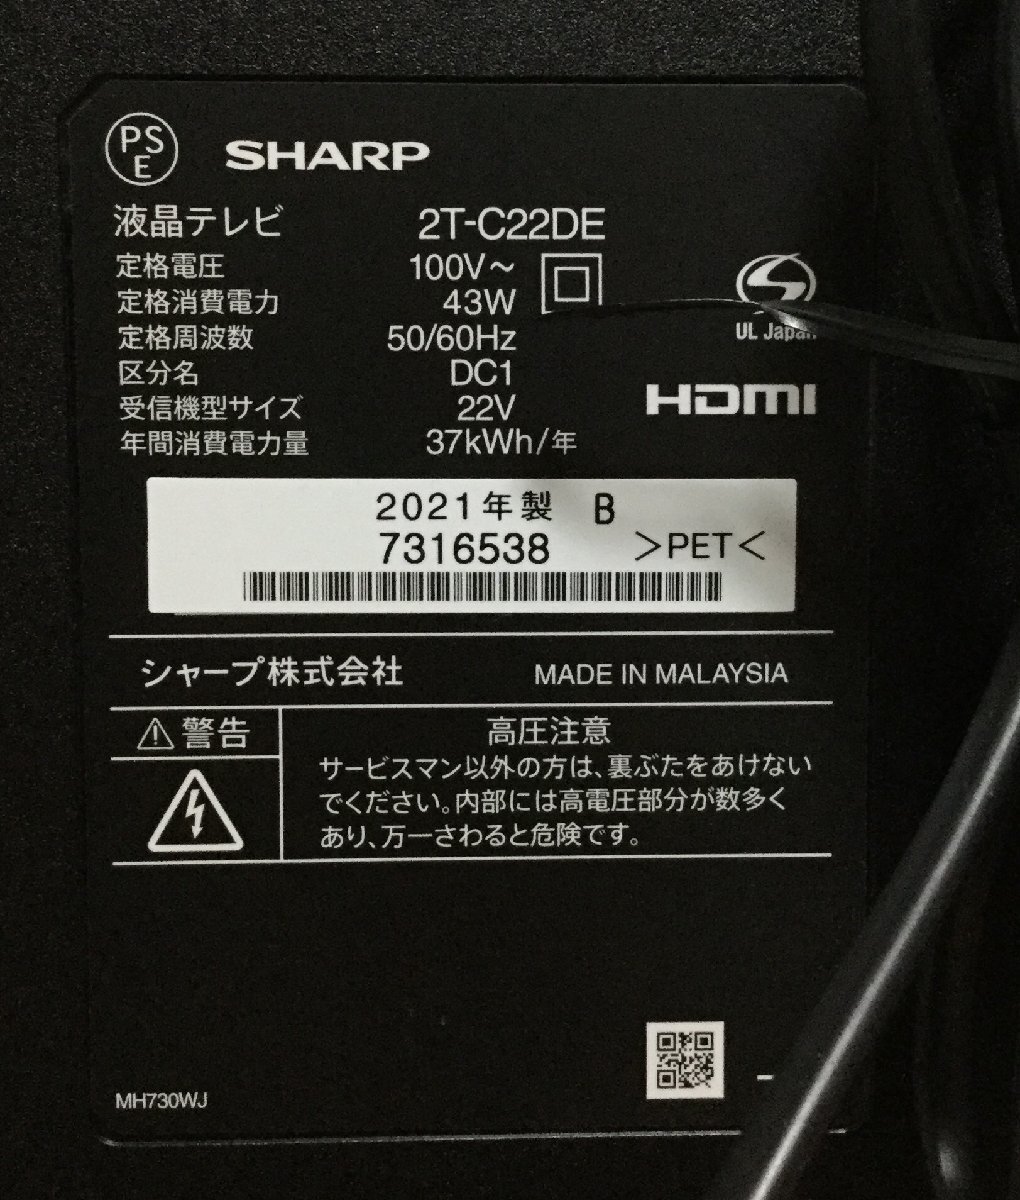 PSE
SHARP
液晶テレビ 2T-C22DE
定格電圧 100V～
定格消費電力 43W
定格周波数 50/60Hz
区分名 DC1
受信機型サイズ 22V
年間消費電力量 37kWh/年
UL Japan
HDMI
2021年製 B
7316538 >PET<
シャープ株式会社 MADE IN MALAYSIA
警告
高圧注意
サービスマン以外の方は、裏ぶたをあけない
でください。内部には高電圧部分が数多く
あり、万一さわると危険です。
MH730WJ